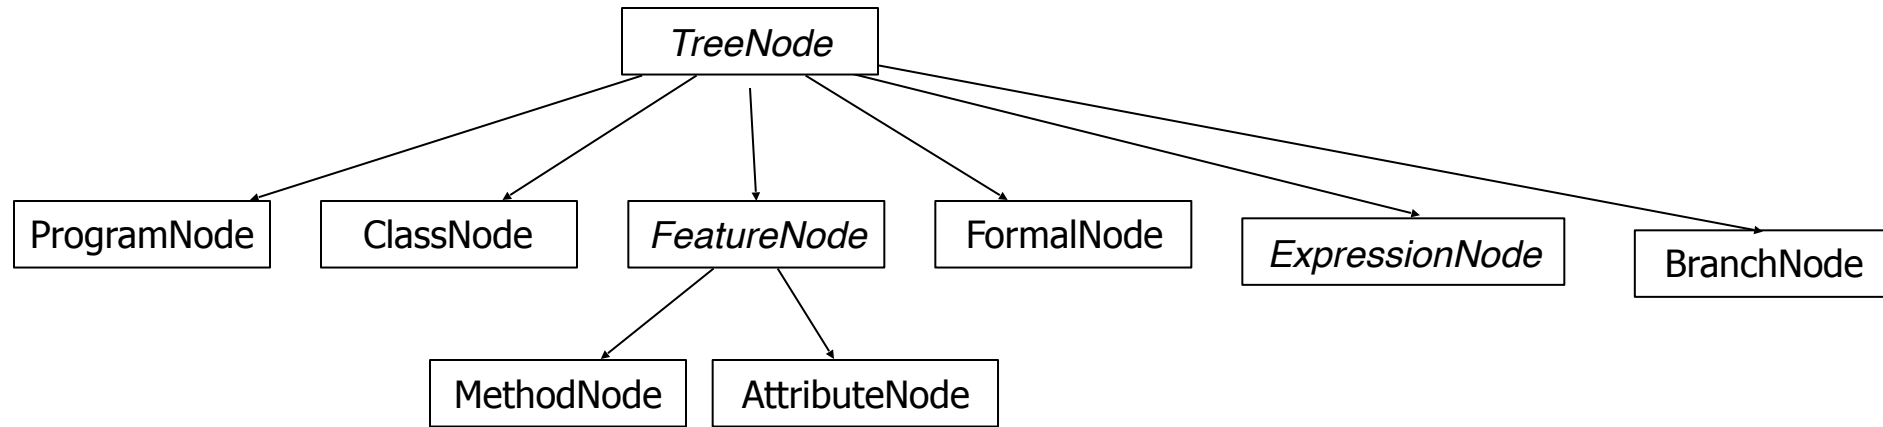 TreeNode
ProgramNode
ClassNode
FeatureNode
FormalNode
ExpressionNode
BranchNode
MethodNode
AttributeNode